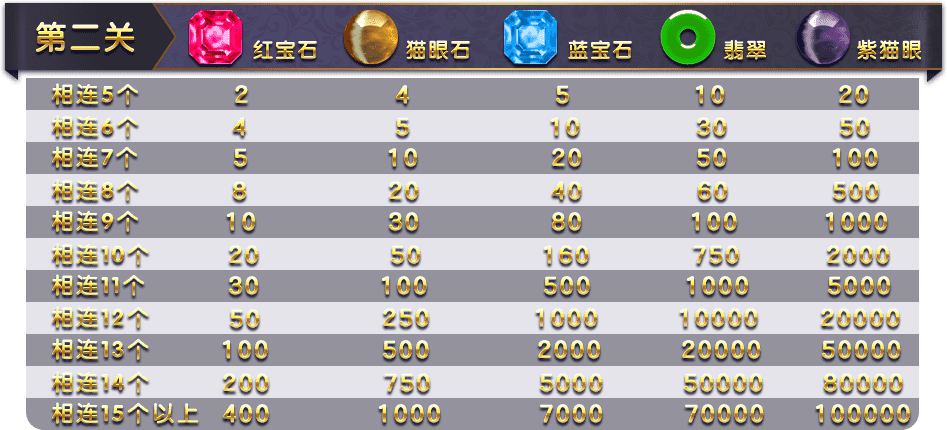 第二关 红宝石 猫眼石 蓝宝石 翡翠 紫猫眼
相连5个 2 4 5 10 20
相连6个 4 5 10 30 50
相连7个 5 10 20 50 100
相连8个 8 20 40 60 500
相连9个 10 30 80 100 1000
相连10个 20 50 160 750 2000
相连11个 30 100 500 1000 5000
相连12个 50 250 1000 10000 20000
相连13个 100 500 2000 20000 50000
相连14个 200 750 5000 50000 80000
相连15个以上 400 1000 7000 70000 100000